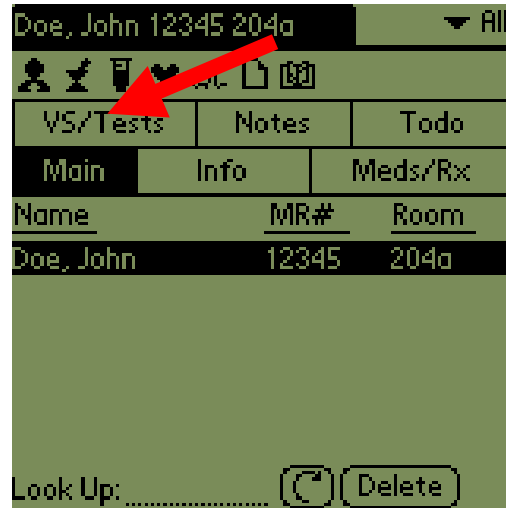 Doe, John 12345 204a All
VS/Tests Notes Todo
Main Info Meds/Rx
Name MR# Room
Doe, John 12345 204a
Look Up: Delete